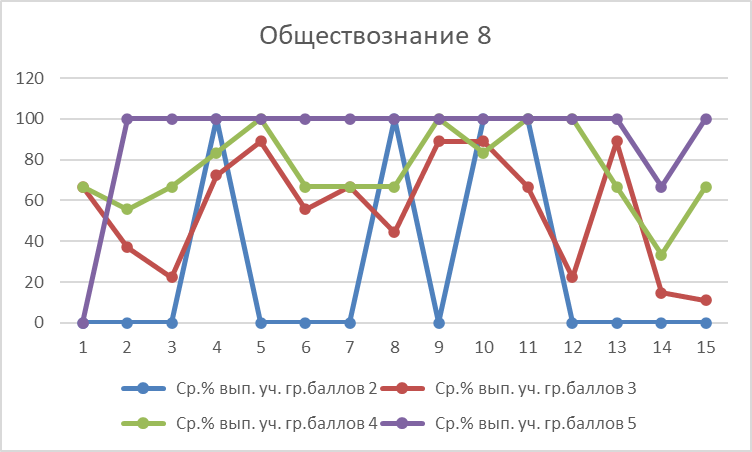 Обществознание 8
120
100
80
60
40
20
0
1 2 3 4 5 6 7 8 9 10 11 12 13 14 15
Ср.% вып. уч. гр.баллов 2 Ср.% вып. уч. гр.баллов 3
Ср.% вып. уч. гр.баллов 4 Ср.% вып. уч. гр.баллов 5